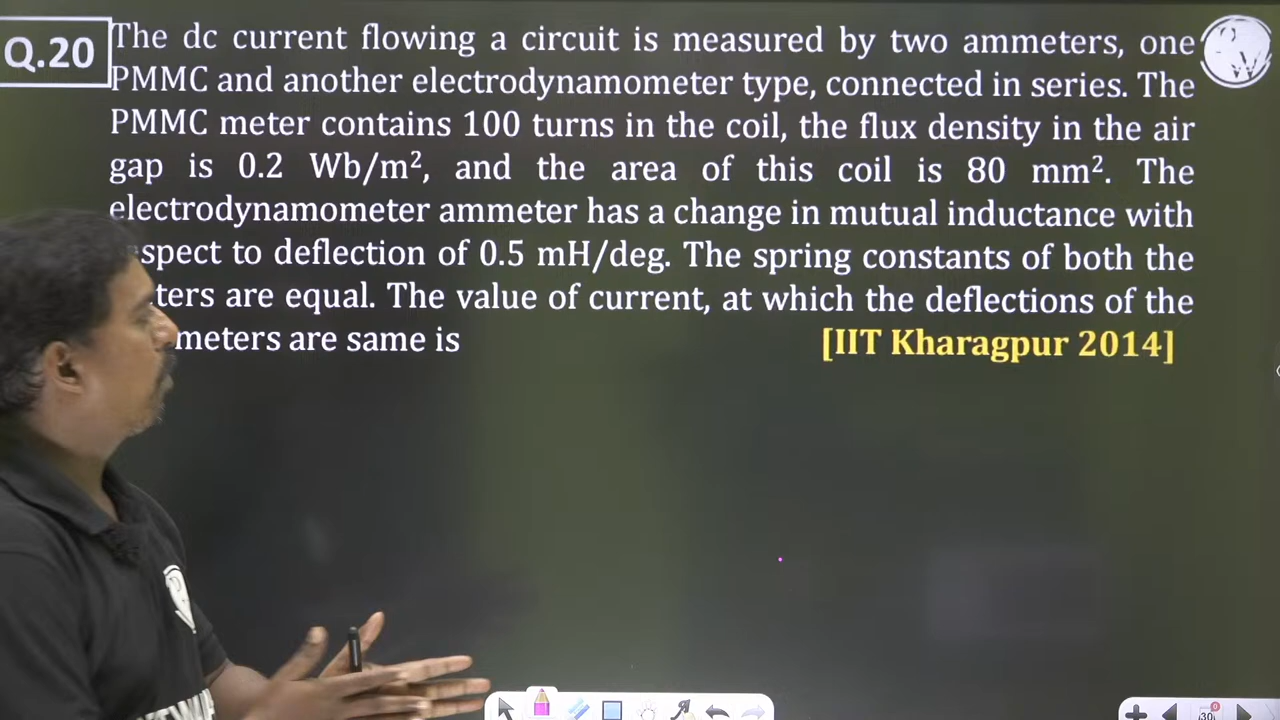 Q.20
The dc current flowing a circuit is measured by two ammeters, one
PMMC and another electrodynamometer type, connected in series. The
PMMC meter contains 100 turns in the coil, the flux density in the air
gap is 0.2 Wb/m², and the area of this coil is 80 mm². The
electrodynamometer ammeter has a change in mutual inductance with
spect to deflection of 0.5 mH/deg. The spring constants of both the
ters are equal. The value of current, at which the deflections of the
meters are same is
[IIT Kharagpur 2014]